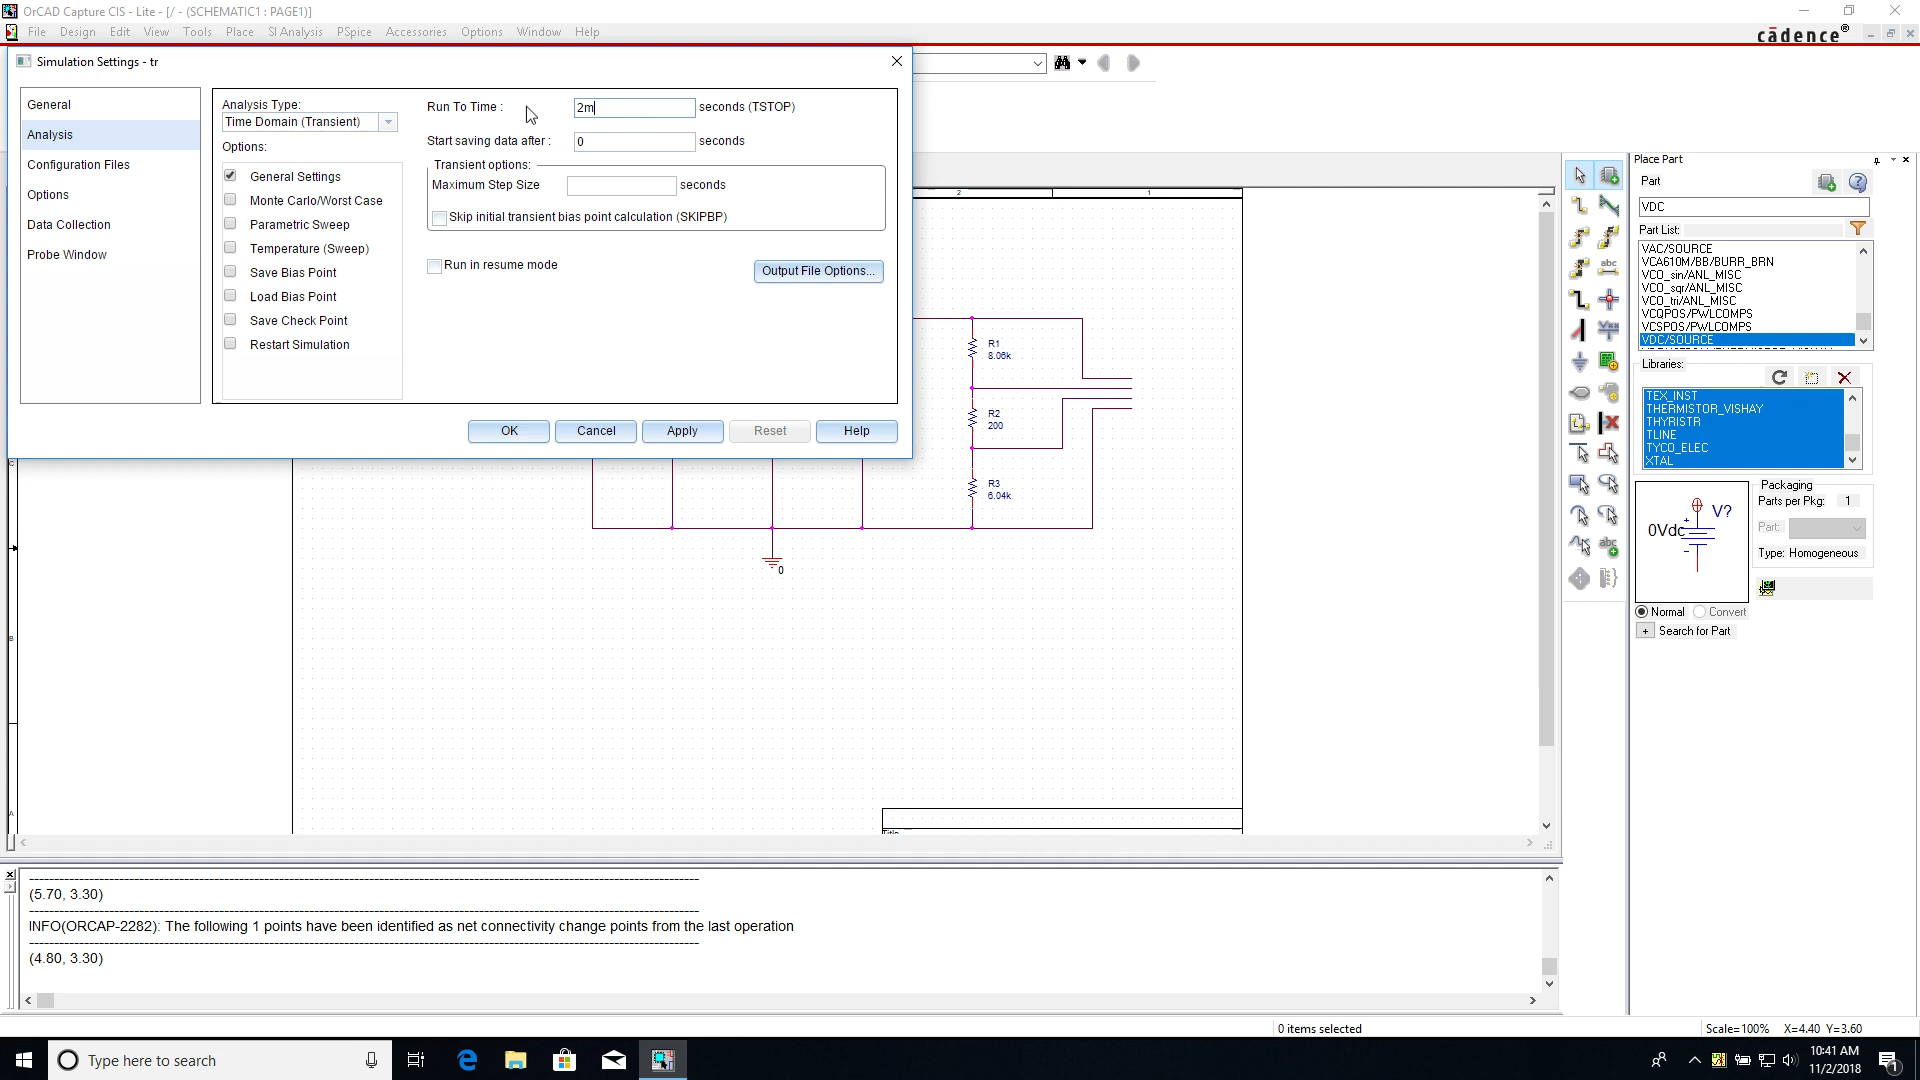 OrCAD Capture CIS - Lite - [/ - (SCHEMATIC1 : PAGE1)]
File Design Edit View Tools Place SI Analysis PSpice Accessories Options Window Help
cādence®
Simulation Settings - tr
General
Analysis
Configuration Files
Options
Data Collection
Probe Window
Analysis Type:
Time Domain (Transient)
Options:
General Settings
Monte Carlo/Worst Case
Parametric Sweep
Temperature (Sweep)
Save Bias Point
Load Bias Point
Save Check Point
Restart Simulation
Run To Time : 2m seconds (TSTOP)
Start saving data after : 0 seconds
Transient options:
Maximum Step Size seconds
Skip initial transient bias point calculation (SKIPBP)
Run in resume mode
Output File Options...
OK Cancel Apply Reset Help
2 1
R1
8.06k
R2
200
R3
6.04k
0
C
B
A
Title
Place Part
Part
VDC
Part List:
VAC/SOURCE
VCA610M/BB/BURR_BRN
VCO_sin/ANL_MISC
VCO_sqr/ANL_MISC
VCO_tri/ANL_MISC
VCQPOS/PWLCOMPS
VCSPOS/PWLCOMPS
VDC/SOURCE
Libraries:
TEX_INST
THERMISTOR_VISHAY
THYRISTR
TLINE
TYCO_ELEC
XTAL
V?
0Vdc
Packaging
Parts per Pkg: 1
Part:
Type: Homogeneous
Normal Convert
Search for Part
(5.70, 3.30)
INFO(ORCAP-2282): The following 1 points have been identified as net connectivity change points from the last operation
(4.80, 3.30)
0 items selected
Scale=100% X=4.40 Y=3.60
Type here to search
10:41 AM
11/2/2018
1